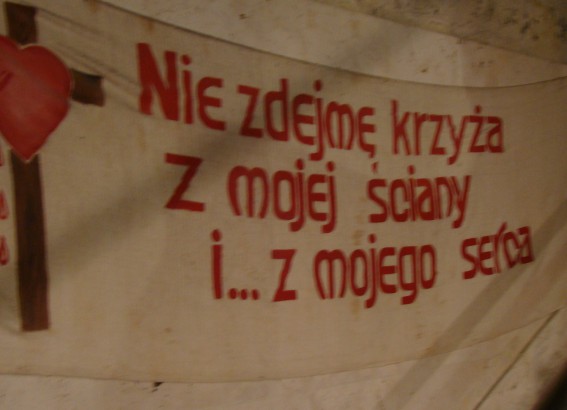 Nie zdejmę krzyża
z mojej ściany
i... z mojego serca